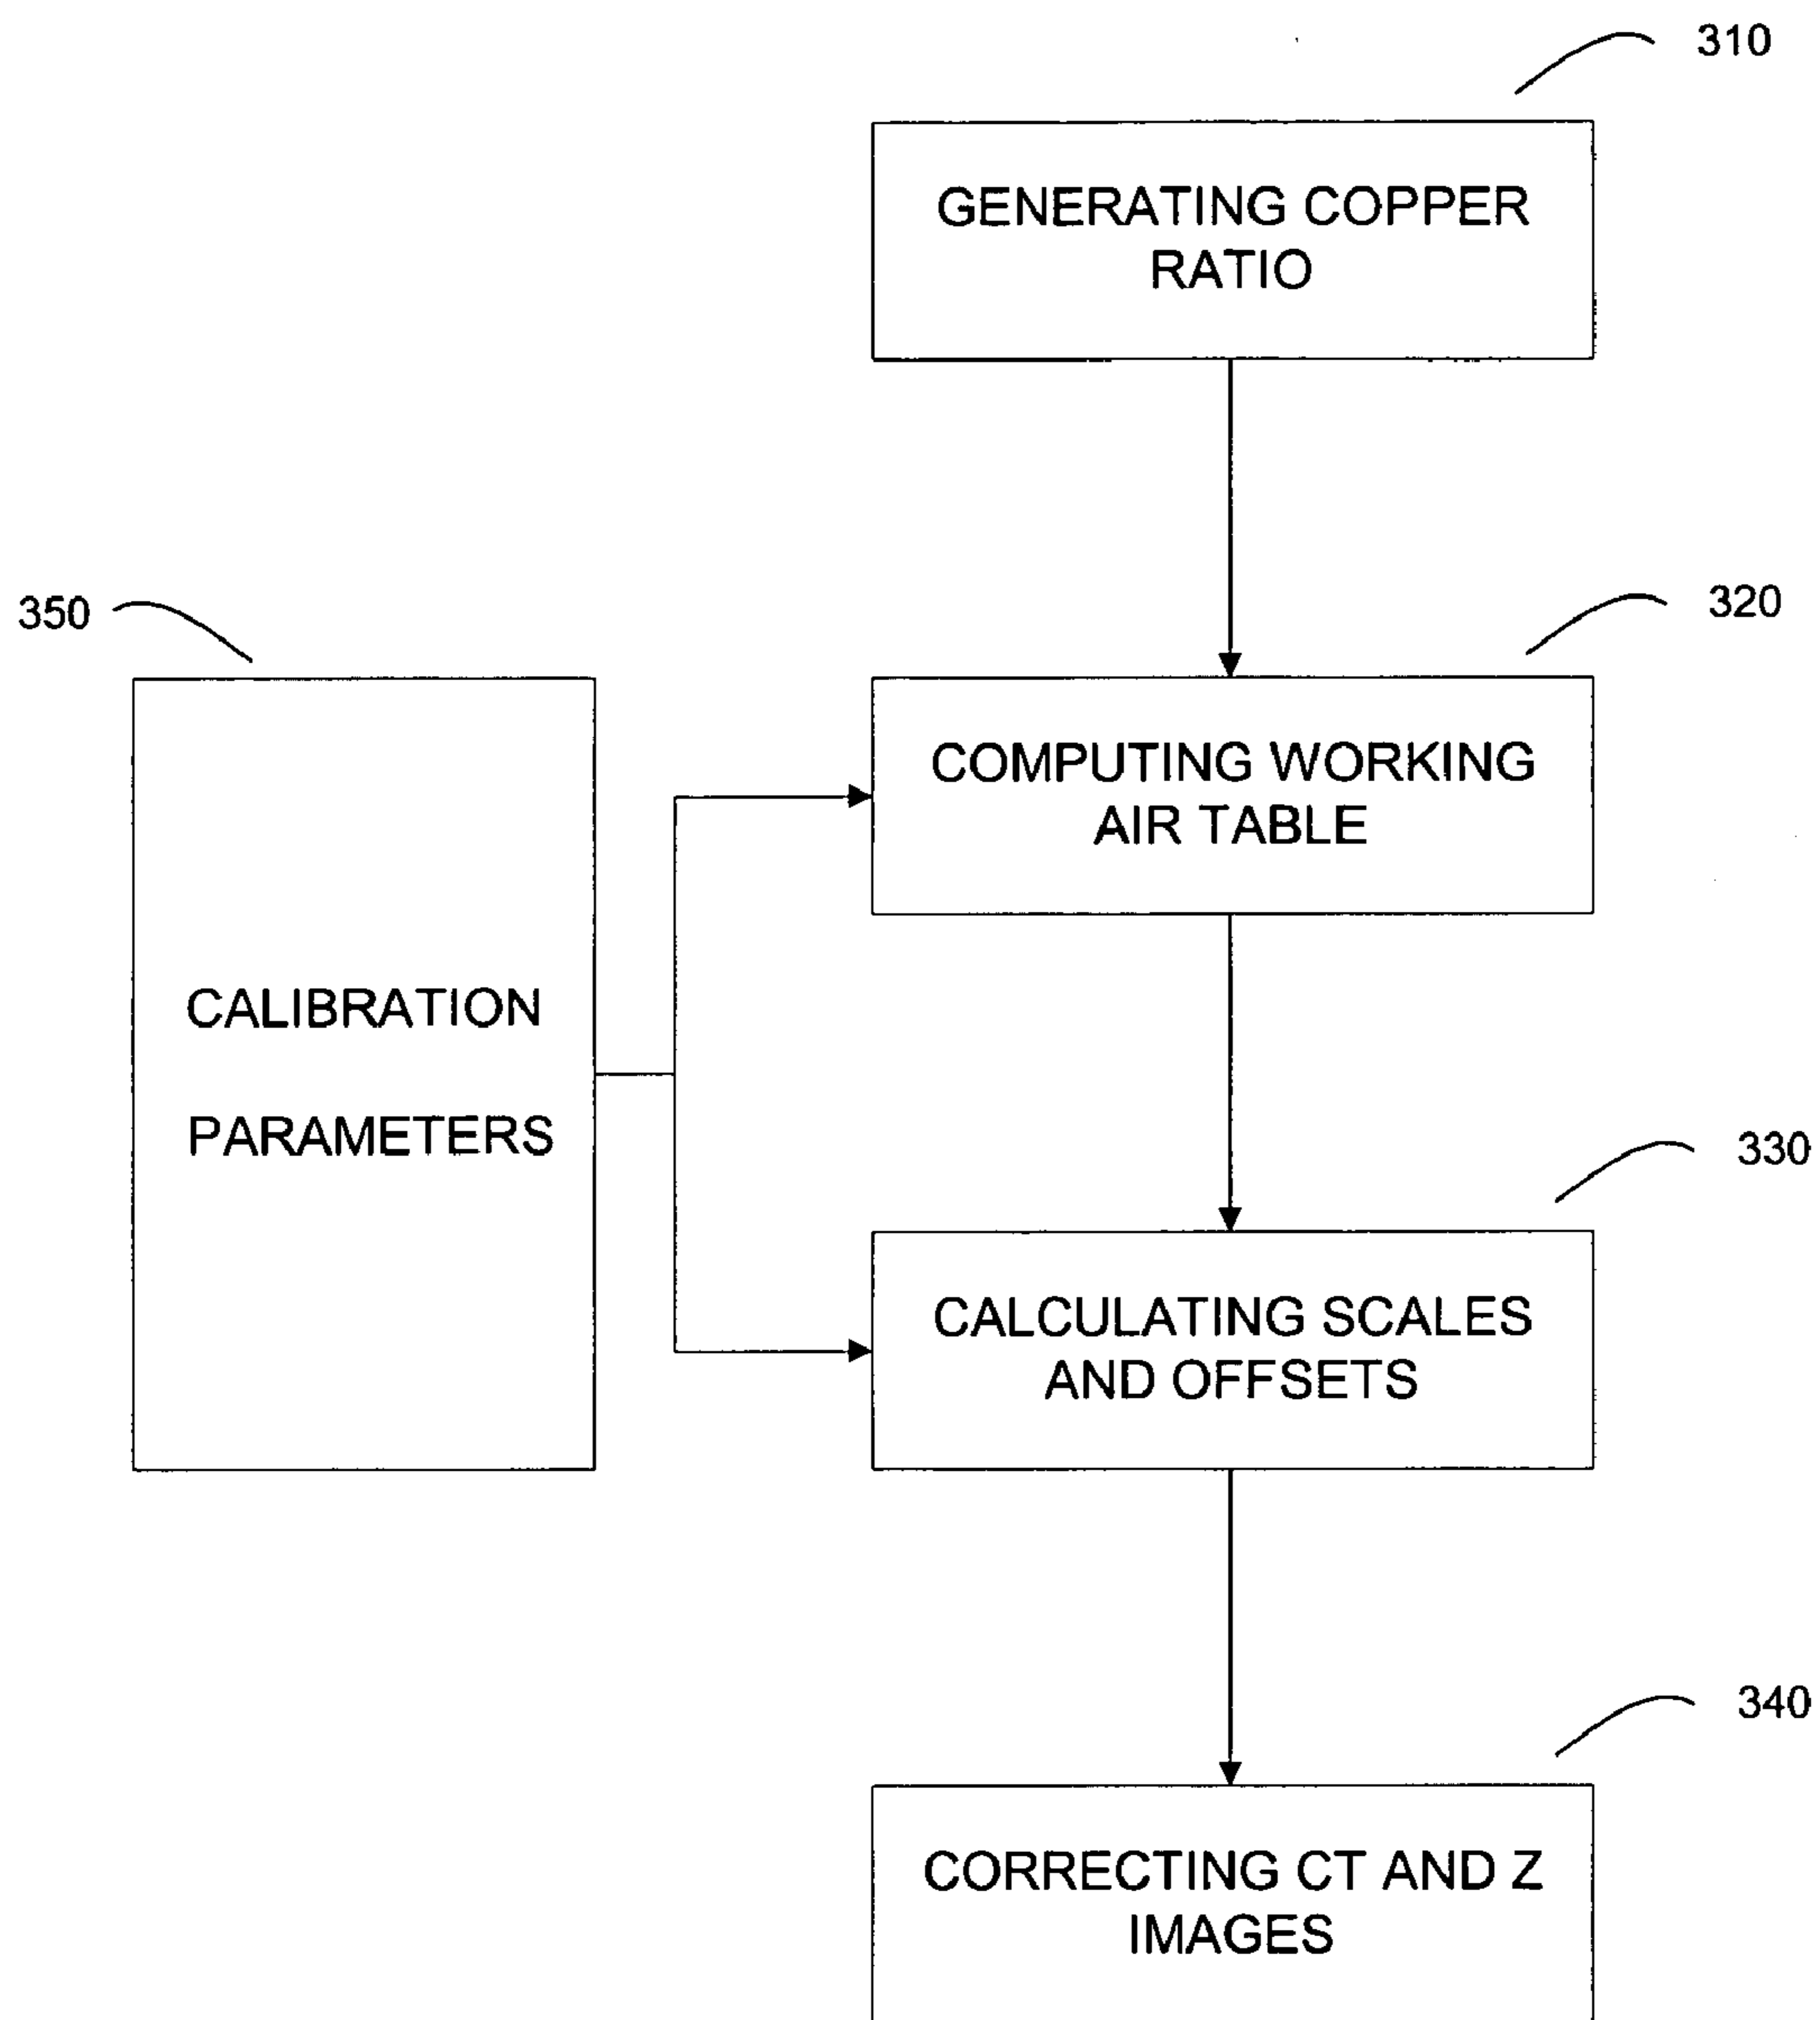 310
GENERATING COPPER
RATIO
350
320
COMPUTING WORKING
AIR TABLE
CALIBRATION
PARAMETERS
330
CALCULATING SCALES
AND OFFSETS
340
CORRECTING CT AND Z
IMAGES